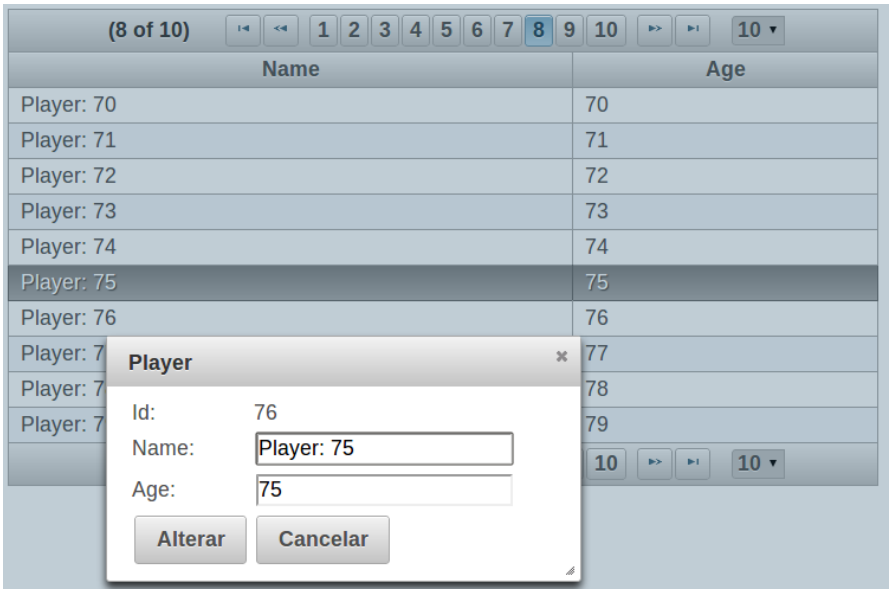 (8 of 10) 1 2 3 4 5 6 7 8 9 10 10
Name Age
Player: 70 70
Player: 71 71
Player: 72 72
Player: 73 73
Player: 74 74
Player: 75 75
Player: 76 76
Player: 7 77
Player: 7 78
Player: 7 79
10 10
Player
Id: 76
Name: Player: 75
Age: 75
Alterar Cancelar